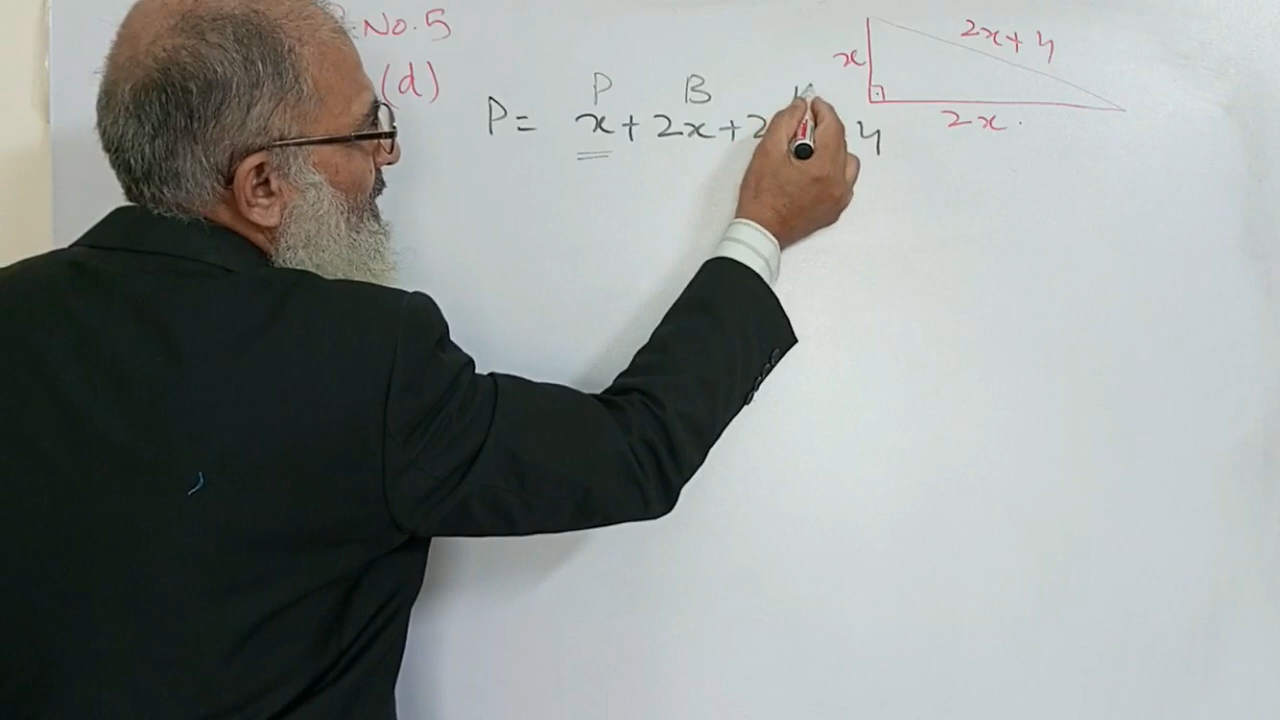 No.5
(d)
P B
P = x + 2x + 2 4
x
2x + 4
2x.